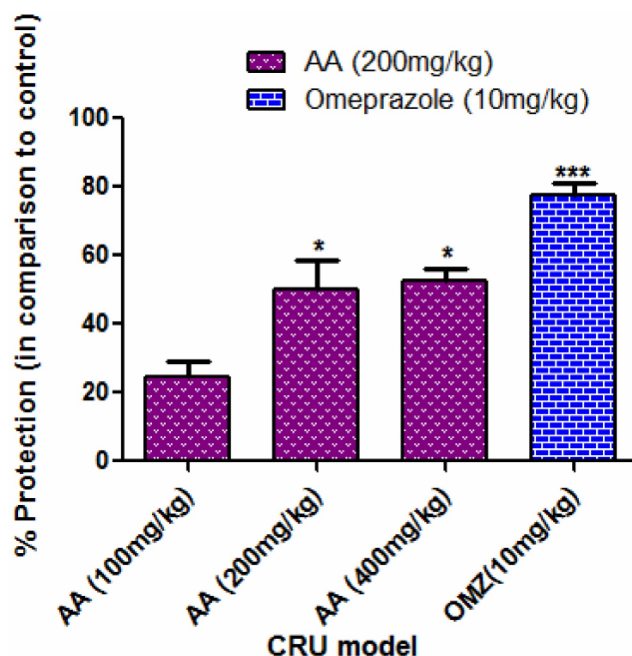 AA (200mg/kg)
Omeprazole (10mg/kg)
% Protection (in comparison to control)
100
80
60
40
20
0
*
*
***
AA (100mg/kg)
AA (200mg/kg)
AA (400mg/kg)
OMZ(10mg/kg)
CRU model